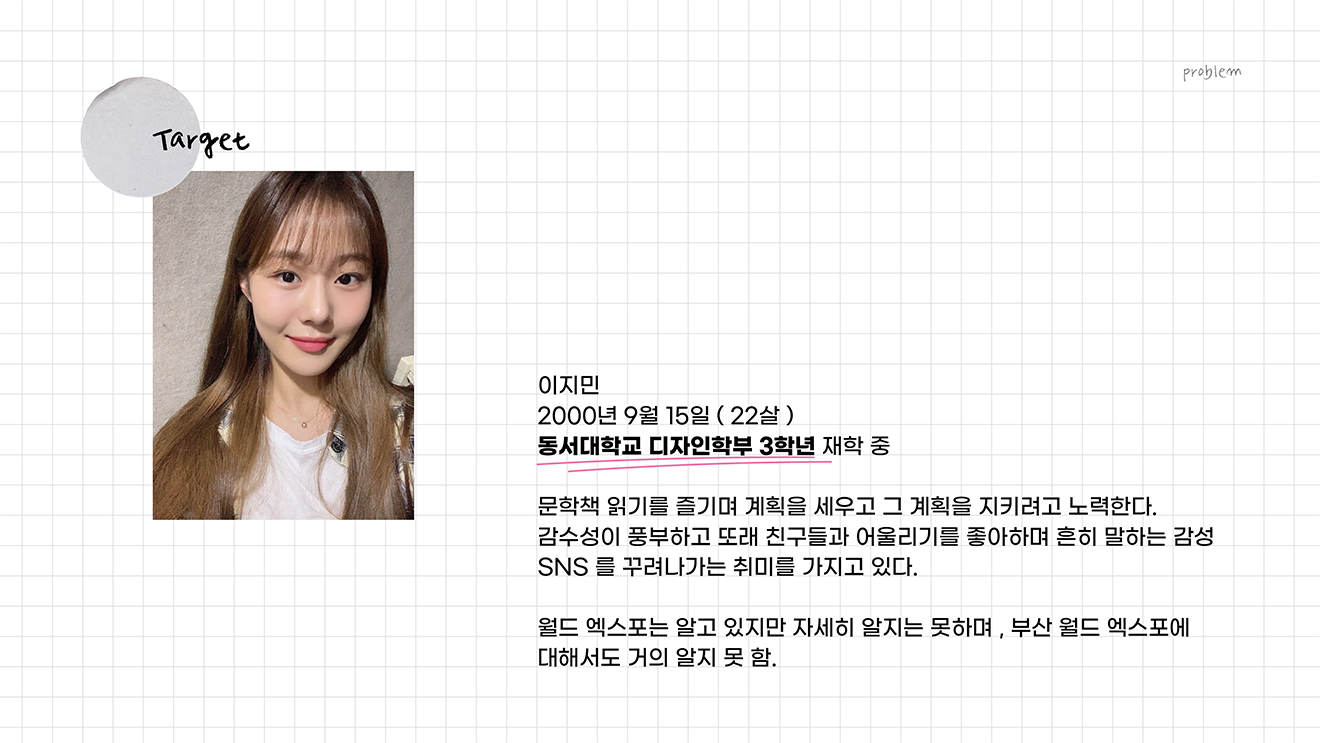 problem
Target
이지민
2000년 9월 15일 ( 22살 )
동서대학교 디자인학부 3학년 재학 중
문학책 읽기를 즐기며 계획을 세우고 그 계획을 지키려고 노력한다.
감수성이 풍부하고 또래 친구들과 어울리기를 좋아하며 흔히 말하는 감성
SNS 를 꾸려나가는 취미를 가지고 있다.
월드 엑스포는 알고 있지만 자세히 알지는 못하며 , 부산 월드 엑스포에
대해서도 거의 알지 못 함.